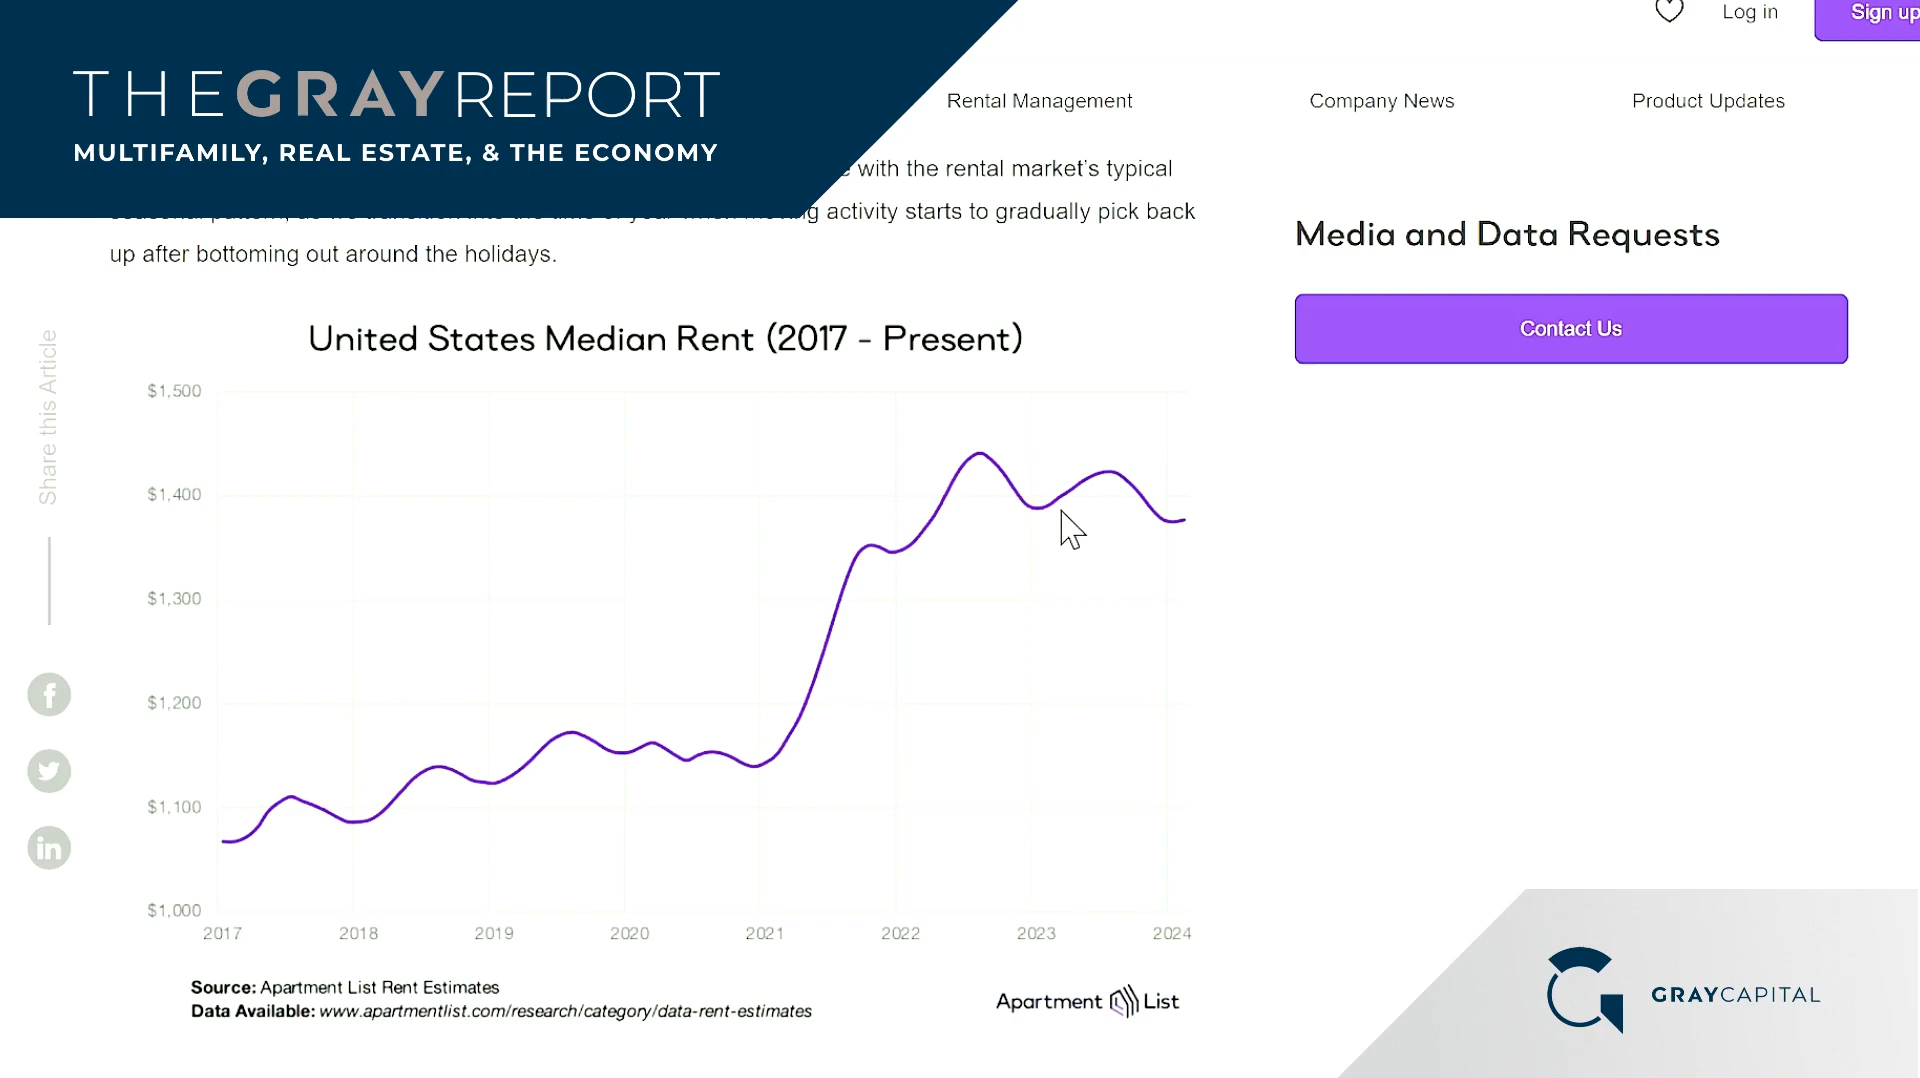 THEGRAYREPORT
MULTIFAMILY, REAL ESTATE, & THE ECONOMY
Log in
Sign up
Rental Management
Company News
Product Updates
with the rental market's typical
activity starts to gradually pick back
up after bottoming out around the holidays.
Media and Data Requests
Contact Us
Share this Article
United States Median Rent (2017 - Present)
$1,500
$1,400
$1,300
$1,200
$1,100
$1,000
2017 2018 2019 2020 2021 2022 2023 2024
Source: Apartment List Rent Estimates
Data Available: www.apartmentlist.com/research/category/data-rent-estimates
Apartment List
GRAYCAPITAL